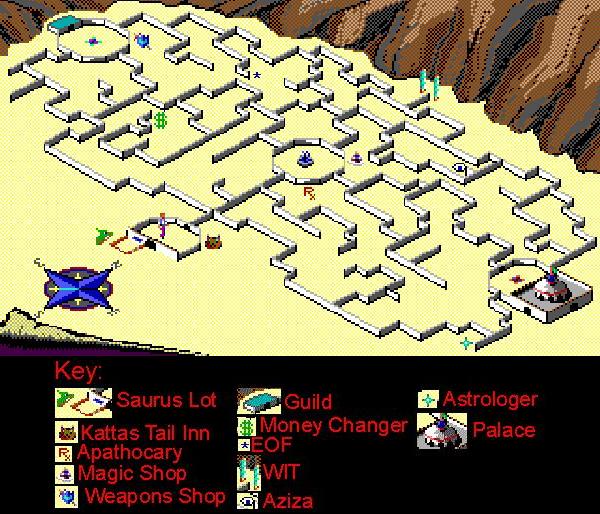 Key:
Saurus Lot
Kattas Tail Inn
Apathocary
Magic Shop
Weapons Shop
Guild
Money Changer
EOF
WIT
Aziza
Astrologer
Palace